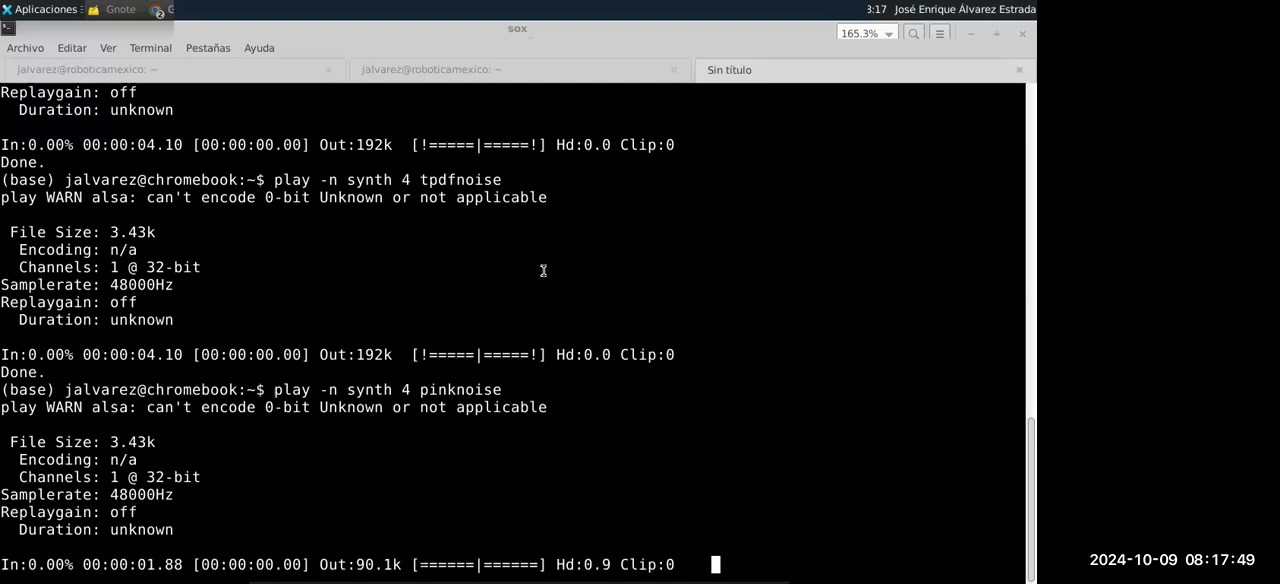 Aplicaciones
Gnote
3:17 José Enrique Álvarez Estrada
sox
165.3%
Archivo Editar Ver Terminal Pestañas Ayuda
jalvarez@roboticamexico: ~
jalvarez@roboticamexico: ~
Sin título
Replaygain: off
Duration: unknown
In:0.00% 00:00:04.10 [00:00:00.00] Out:192k [!=====|=====!] Hd:0.0 Clip:0
Done.
(base) jalvarez@chromebook:~$ play -n synth 4 tpdfnoise
play WARN alsa: can't encode 0-bit Unknown or not applicable
File Size: 3.43k
Encoding: n/a
Channels: 1 @ 32-bit
Samplerate: 48000Hz
Replaygain: off
Duration: unknown
In:0.00% 00:00:04.10 [00:00:00.00] Out:192k [!=====|=====!] Hd:0.0 Clip:0
Done.
(base) jalvarez@chromebook:~$ play -n synth 4 pinknoise
play WARN alsa: can't encode 0-bit Unknown or not applicable
File Size: 3.43k
Encoding: n/a
Channels: 1 @ 32-bit
Samplerate: 48000Hz
Replaygain: off
Duration: unknown
In:0.00% 00:00:01.88 [00:00:00.00] Out:90.1k [======|======] Hd:0.9 Clip:0
2024-10-09 08:17:49